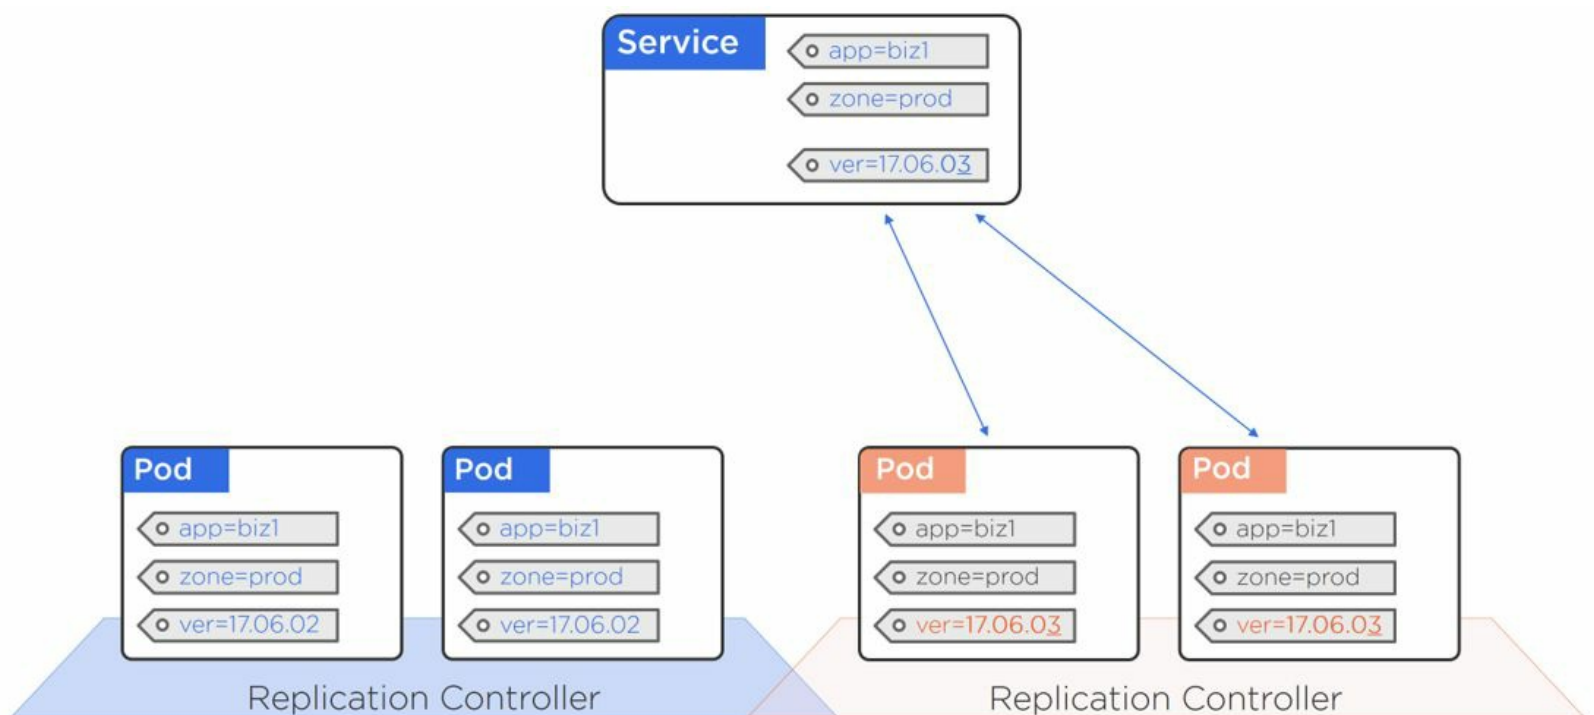 Service
app=biz1
zone=prod
ver=17.06.03
Pod
app=biz1
zone=prod
ver=17.06.02
Pod
app=biz1
zone=prod
ver=17.06.02
Pod
app=biz1
zone=prod
ver=17.06.03
Pod
app=biz1
zone=prod
ver=17.06.03
Replication Controller
Replication Controller